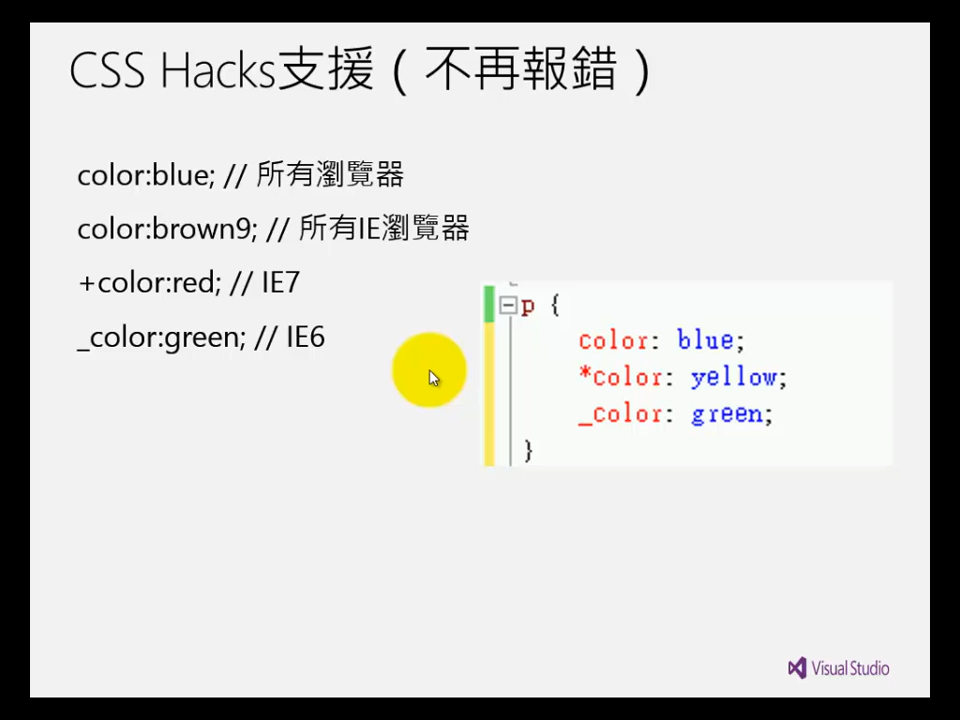 CSS Hacks支援（不再報錯）
color:blue; // 所有瀏覽器
color:brown9; // 所有IE瀏覽器
+color:red; // IE7
_color:green; // IE6
p {
color: blue;
*color: yellow;
_color: green;
}
Visual Studio